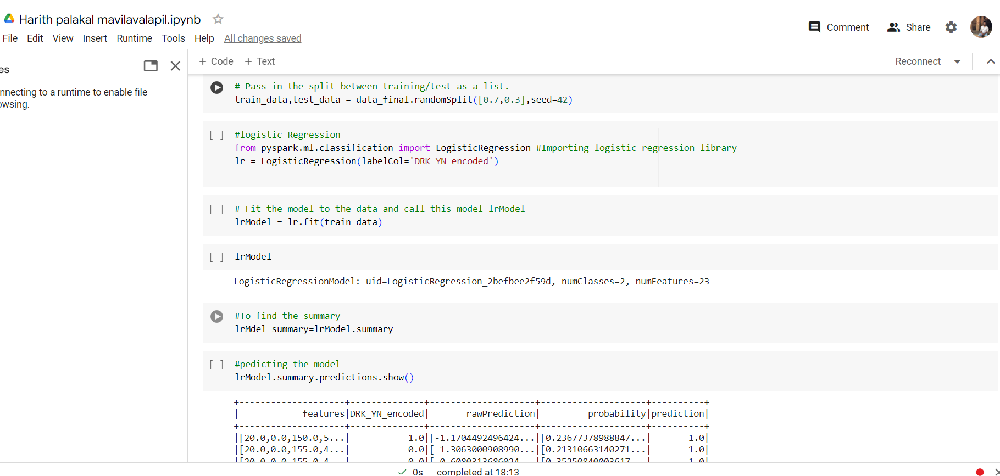 Harith palakal mavilavalapil.ipynb
Comment Share
File Edit View Insert Runtime Tools Help All changes saved
+ Code + Text
Reconnect
es
nnecting to a runtime to enable file
owsing.
# Pass in the split between training/test as a list.
train_data,test_data = data_final.randomSplit([0.7,0.3],seed=42)
[ ] #logistic Regression
from pyspark.ml.classification import LogisticRegression #Importing logistic regression library
lr = LogisticRegression(labelCol='DRK_YN_encoded')
[ ] # Fit the model to the data and call this model lrModel
lrModel = lr.fit(train_data)
[ ] lrModel
LogisticRegressionModel: uid=LogisticRegression_2befbee2f59d, numClasses=2, numFeatures=23
#To find the summary
lrMdel_summary=lrModel.summary
[ ] #pedicting the model
lrModel.summary.predictions.show()
+--------------------+--------------+--------------------+--------------------+----------+
| features|DRK_YN_encoded| rawPrediction| probability|prediction|
+--------------------+--------------+--------------------+--------------------+----------+
|[20.0,0.0,150.0,5...| 1.0|[-1.1704492496424...|[0.23677378988847...| 1.0|
|[20.0,0.0,155.0,4...| 0.0|[-1.3063000908990...|[0.21310663140271...| 1.0|
|[20.0,0.0,155.0,4...| 0.0|[-0.6080313686024...|[0.35250840003617...| 1.0|
0s completed at 18:13